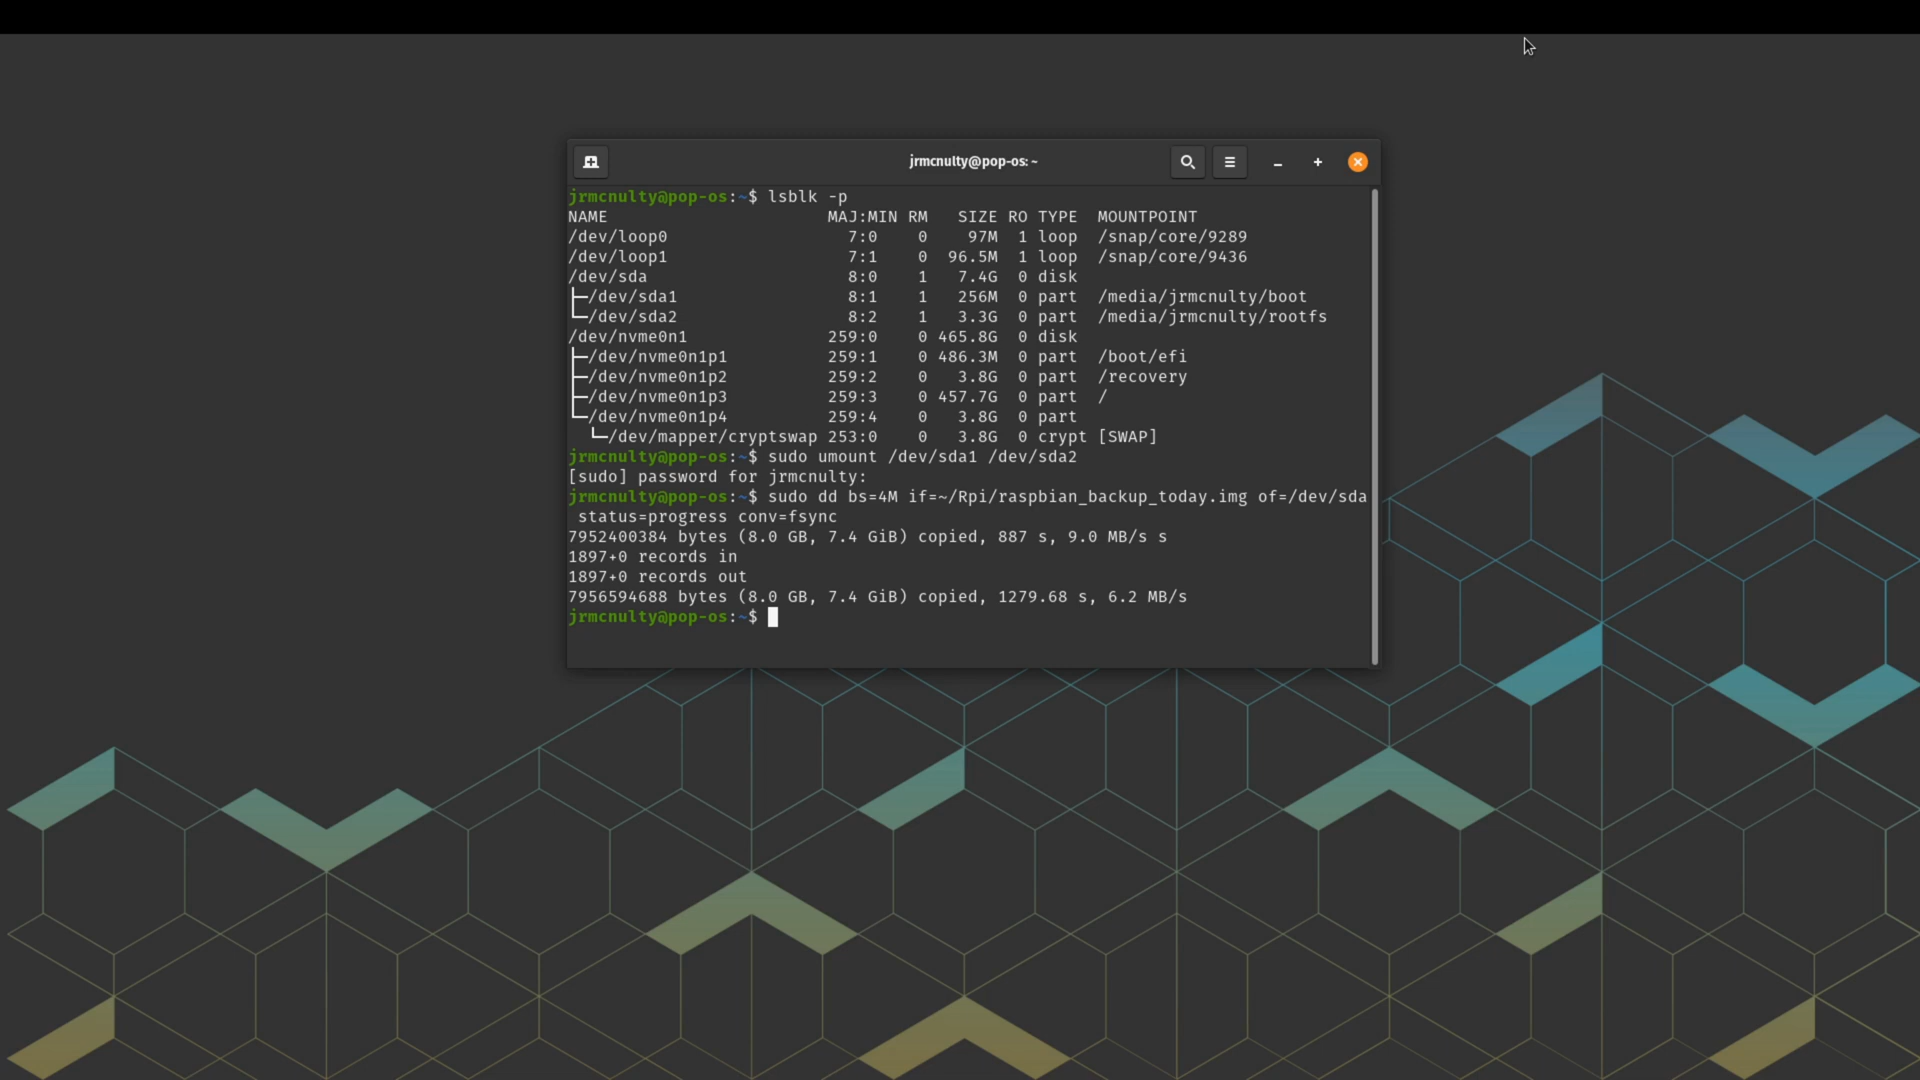 jrmcnulty@pop-os: ~
jrmcnulty@pop-os:~$ lsblk -p
NAME                      MAJ:MIN RM   SIZE RO TYPE  MOUNTPOINT
/dev/loop0                  7:0    0    97M  1 loop  /snap/core/9289
/dev/loop1                  7:1    0  96.5M  1 loop  /snap/core/9436
/dev/sda                    8:0    1   7.4G  0 disk
├─/dev/sda1                 8:1    1   256M  0 part  /media/jrmcnulty/boot
└─/dev/sda2                 8:2    1   3.3G  0 part  /media/jrmcnulty/rootfs
/dev/nvme0n1              259:0    0 465.8G  0 disk
├─/dev/nvme0n1p1          259:1    0 486.3M  0 part  /boot/efi
├─/dev/nvme0n1p2          259:2    0   3.8G  0 part  /recovery
├─/dev/nvme0n1p3          259:3    0 457.7G  0 part  /
└─/dev/nvme0n1p4          259:4    0   3.8G  0 part
  └─/dev/mapper/cryptswap 253:0    0   3.8G  0 crypt [SWAP]
jrmcnulty@pop-os:~$ sudo umount /dev/sda1 /dev/sda2
[sudo] password for jrmcnulty:
jrmcnulty@pop-os:~$ sudo dd bs=4M if=~/Rpi/raspbian_backup_today.img of=/dev/sda
 status=progress conv=fsync
7952400384 bytes (8.0 GB, 7.4 GiB) copied, 887 s, 9.0 MB/s s
1897+0 records in
1897+0 records out
7956594688 bytes (8.0 GB, 7.4 GiB) copied, 1279.68 s, 6.2 MB/s
jrmcnulty@pop-os:~$